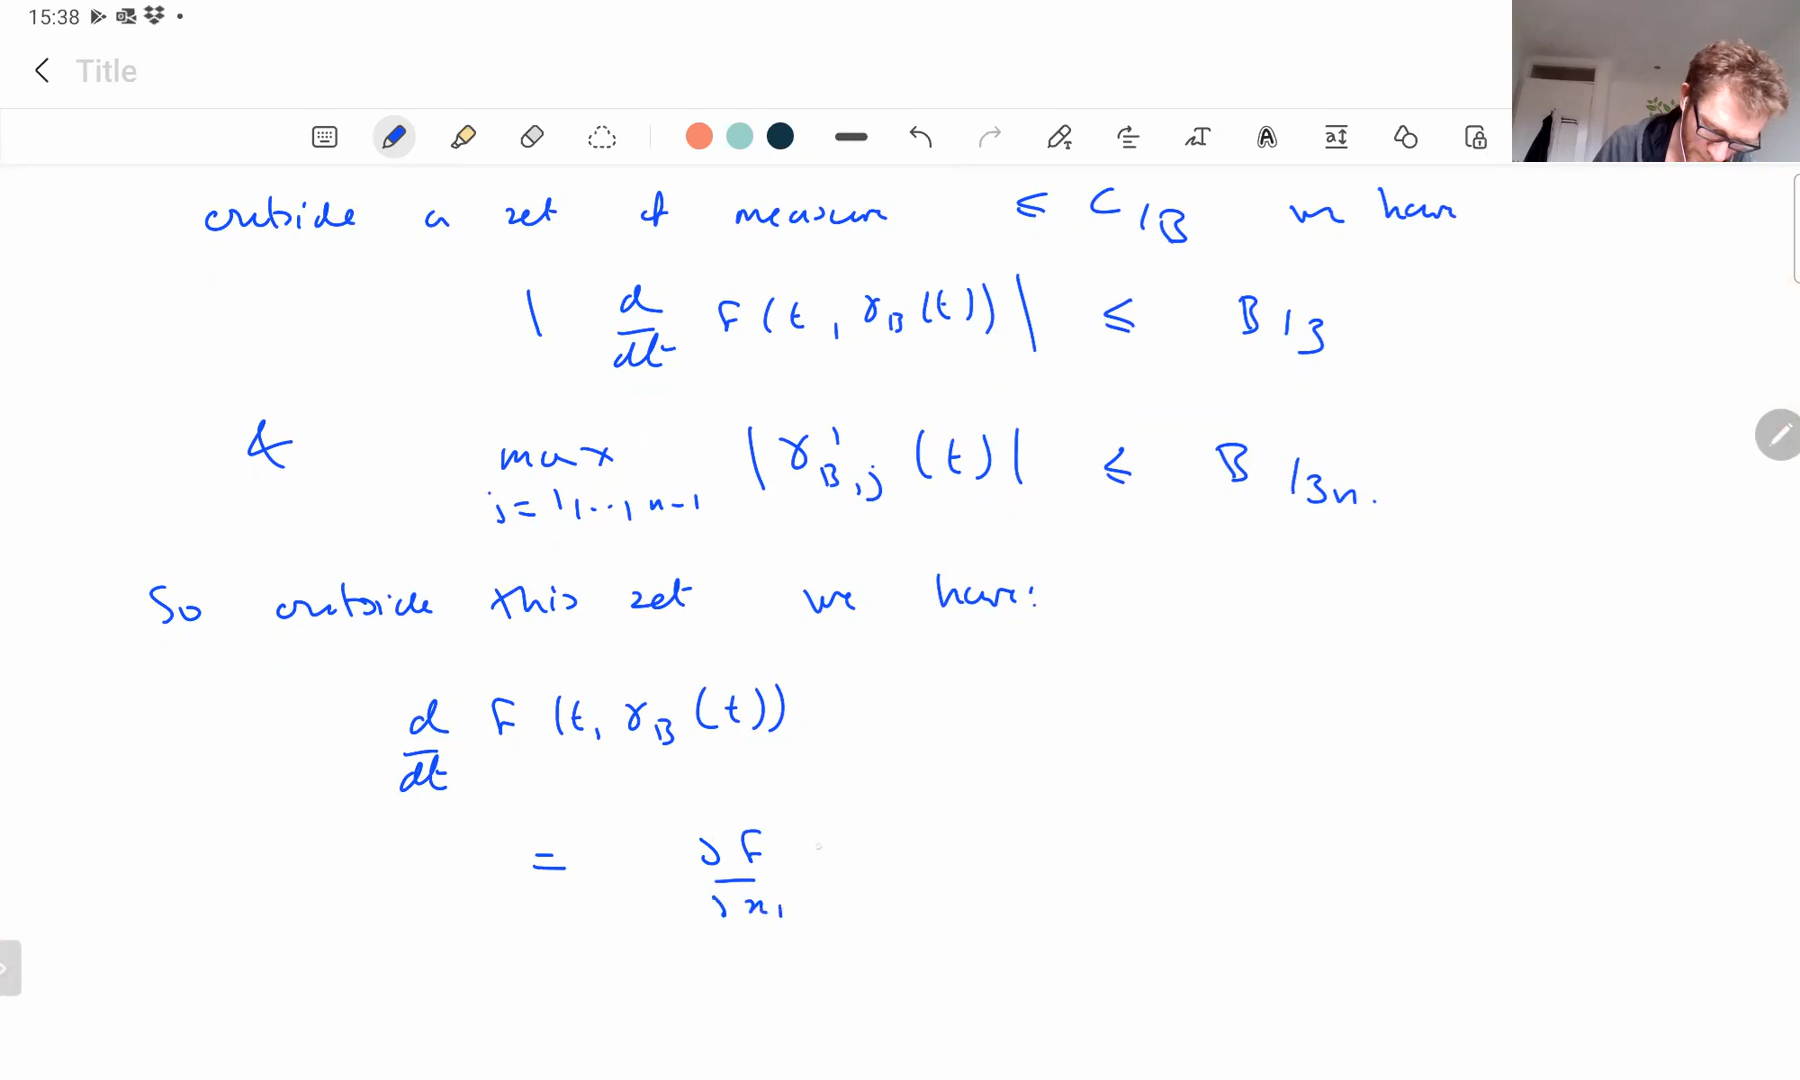 15:38
Title
outside a set of measure ≤ C/B we have
| d/dt F(t, γ_B(t)) | ≤ B/3
& max_{j=1,...,n-1} |γ'_{B,j}(t)| ≤ B/3n.
So outside this set we have:
d/dt F(t, γ_B(t))
= ∂F/∂x_1